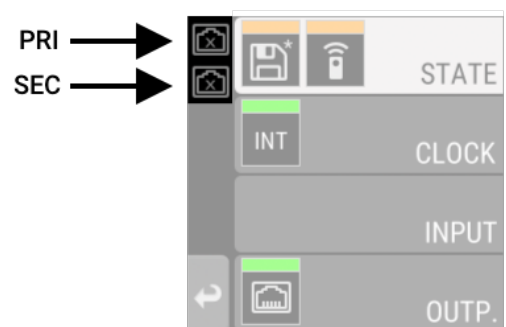 PRI
SEC
STATE
INT
CLOCK
INPUT
OUTP.